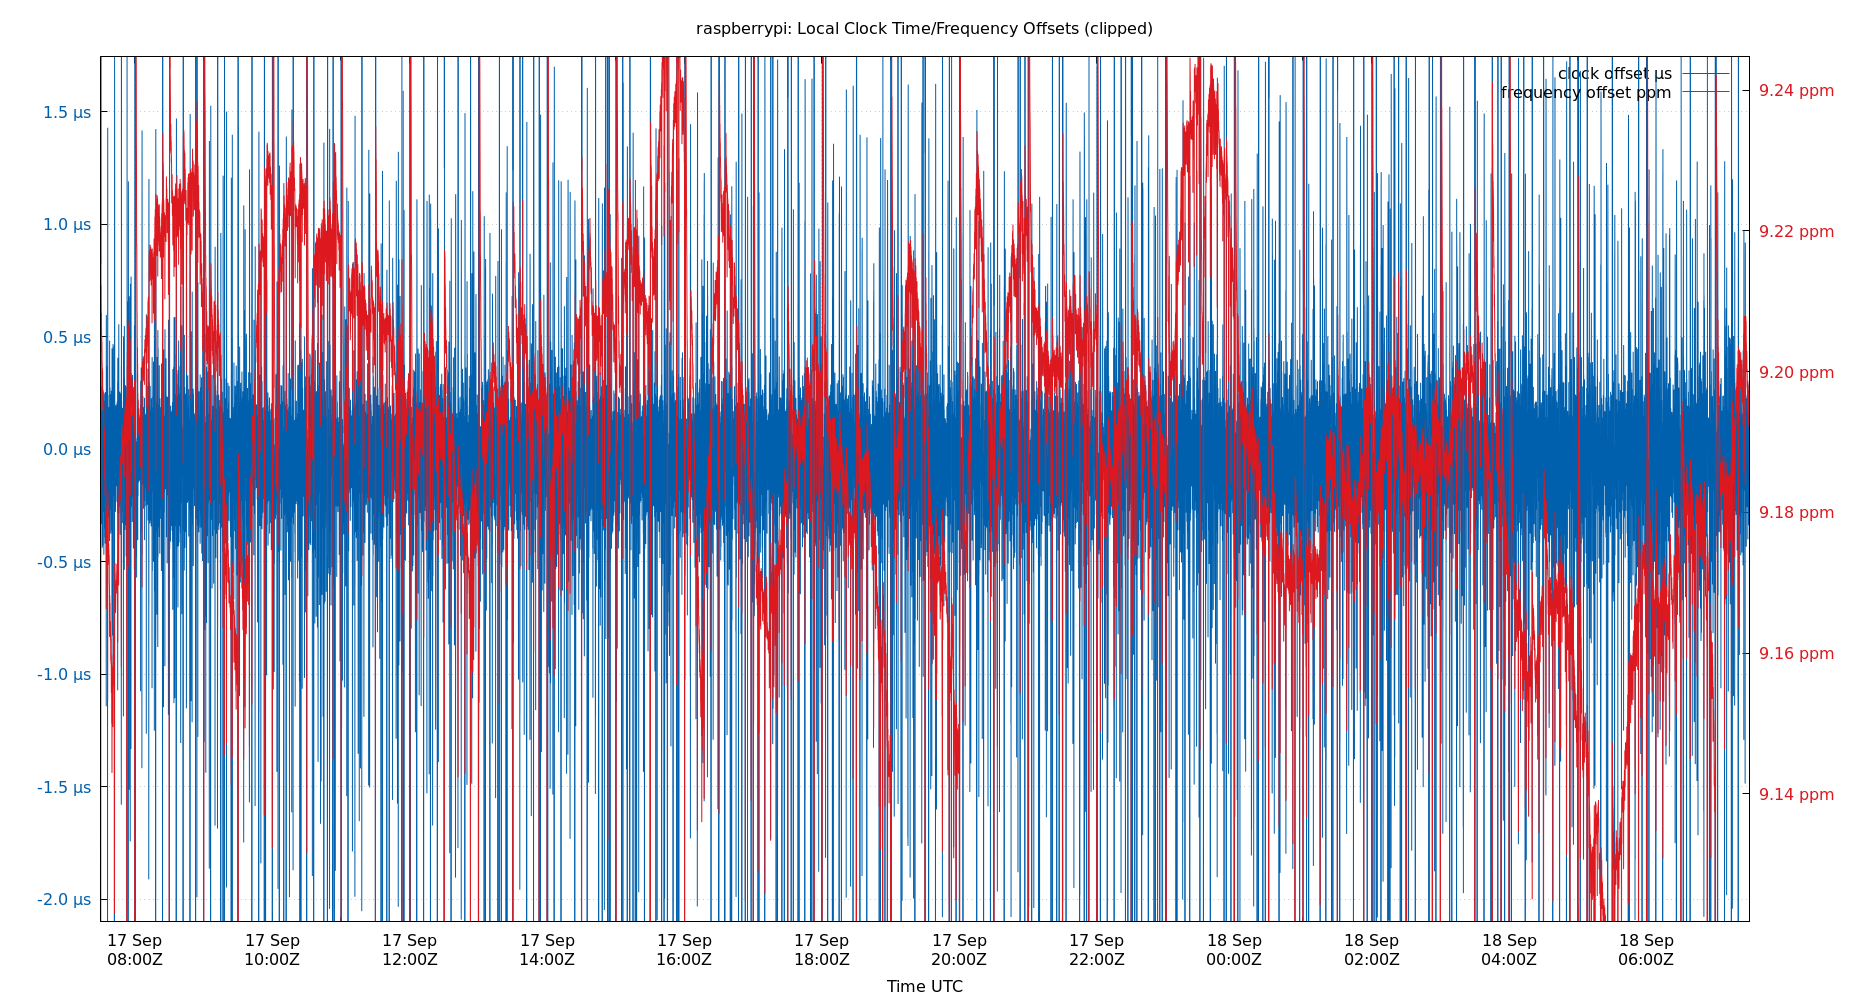 raspberrypi: Local Clock Time/Frequency Offsets (clipped)
clock offset µs
frequency offset ppm
1.5 µs
1.0 µs
0.5 µs
0.0 µs
-0.5 µs
-1.0 µs
-1.5 µs
-2.0 µs
9.24 ppm
9.22 ppm
9.20 ppm
9.18 ppm
9.16 ppm
9.14 ppm
17 Sep 17 Sep 17 Sep 17 Sep 17 Sep 17 Sep 17 Sep 17 Sep 18 Sep 18 Sep 18 Sep 18 Sep
08:00Z 10:00Z 12:00Z 14:00Z 16:00Z 18:00Z 20:00Z 22:00Z 00:00Z 02:00Z 04:00Z 06:00Z
Time UTC